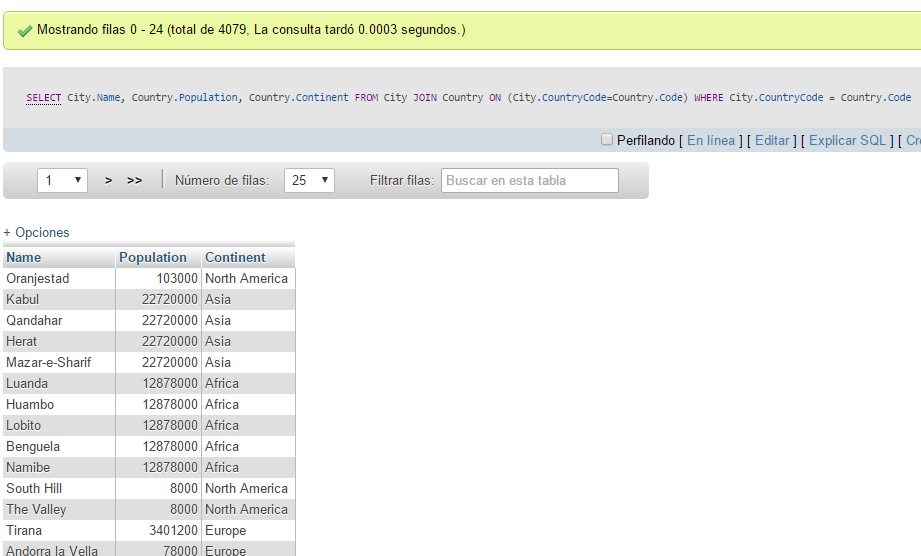 Mostrando filas 0 - 24 (total de 4079, La consulta tardó 0.0003 segundos.)
SELECT City.Name, Country.Population, Country.Continent FROM City JOIN Country ON (City.CountryCode=Country.Code) WHERE City.CountryCode = Country.Code
Perfilando [ En línea ] [ Editar ] [ Explicar SQL ] [ Cr
1 > >> Número de filas: 25 Filtrar filas: Buscar en esta tabla
+ Opciones
Name Population Continent
Oranjestad 103000 North America
Kabul 22720000 Asia
Qandahar 22720000 Asia
Herat 22720000 Asia
Mazar-e-Sharif 22720000 Asia
Luanda 12878000 Africa
Huambo 12878000 Africa
Lobito 12878000 Africa
Benguela 12878000 Africa
Namibe 12878000 Africa
South Hill 8000 North America
The Valley 8000 North America
Tirana 3401200 Europe
Andorra la Vella 78000 Europe